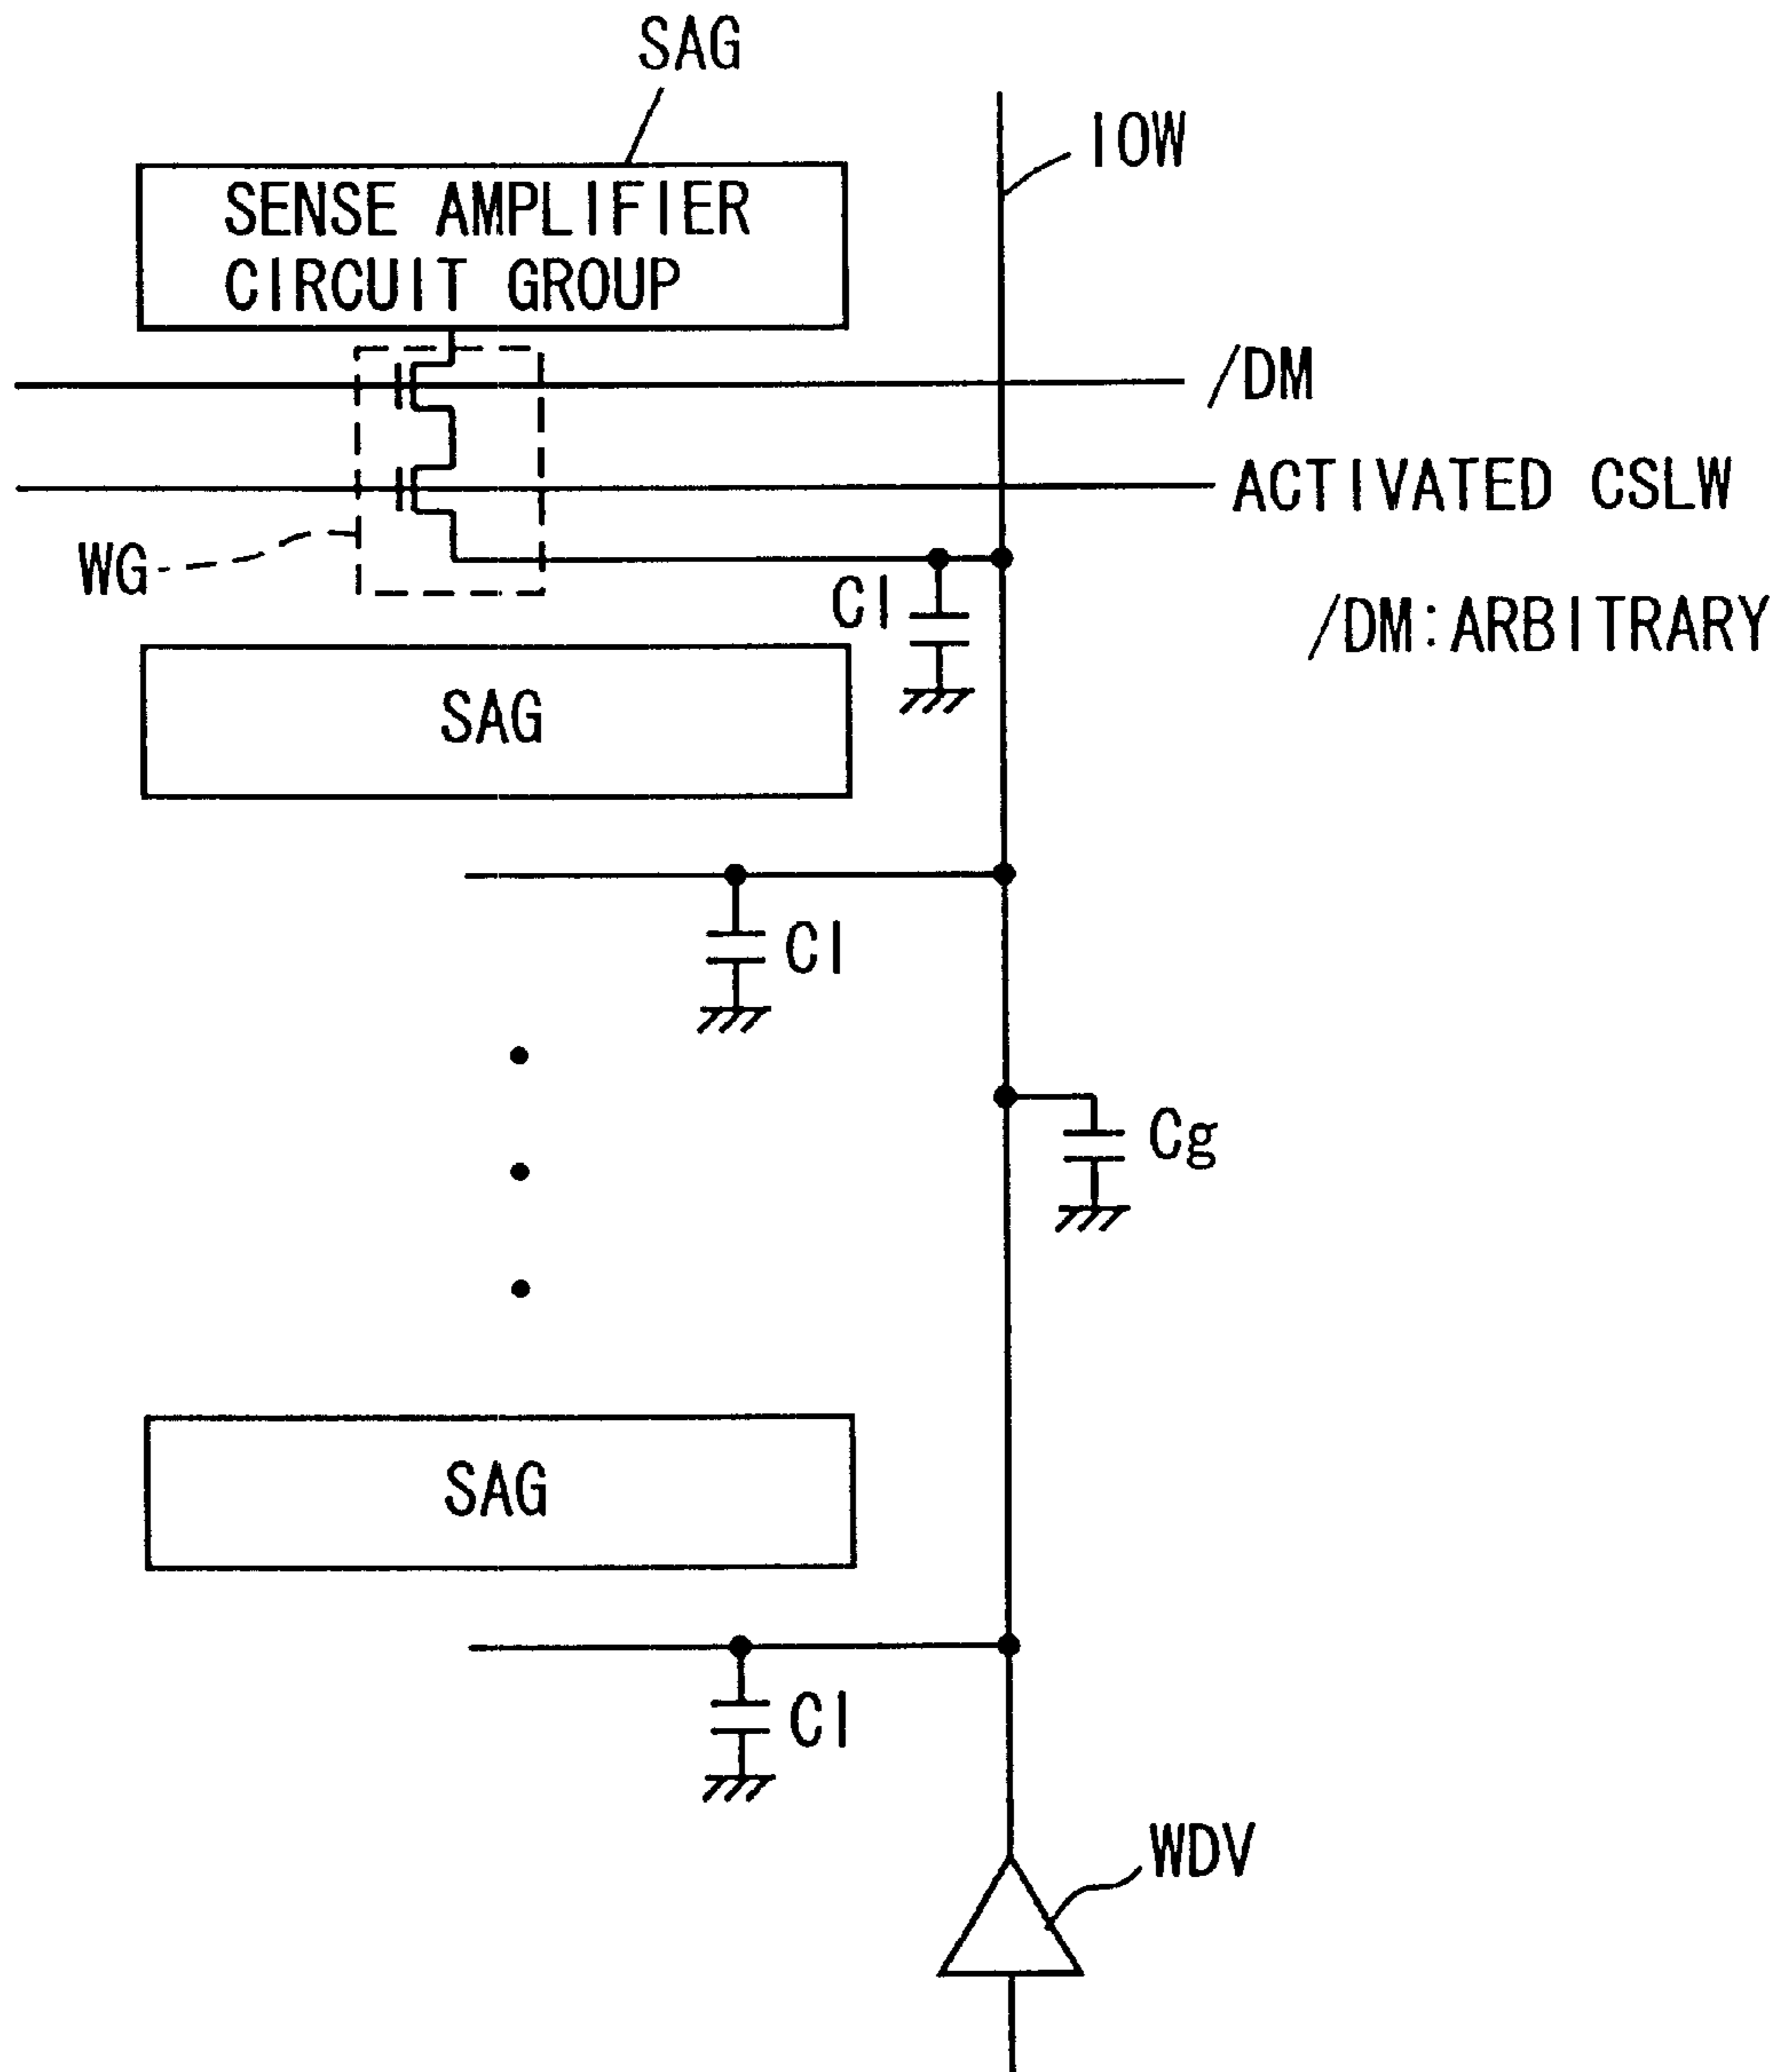 SAG
IOW
SENSE AMPLIFIER
CIRCUIT GROUP
/DM
ACTIVATED CSLW
WG
Cl
/DM:ARBITRARY
SAG
Cl
Cg
SAG
Cl
WDV